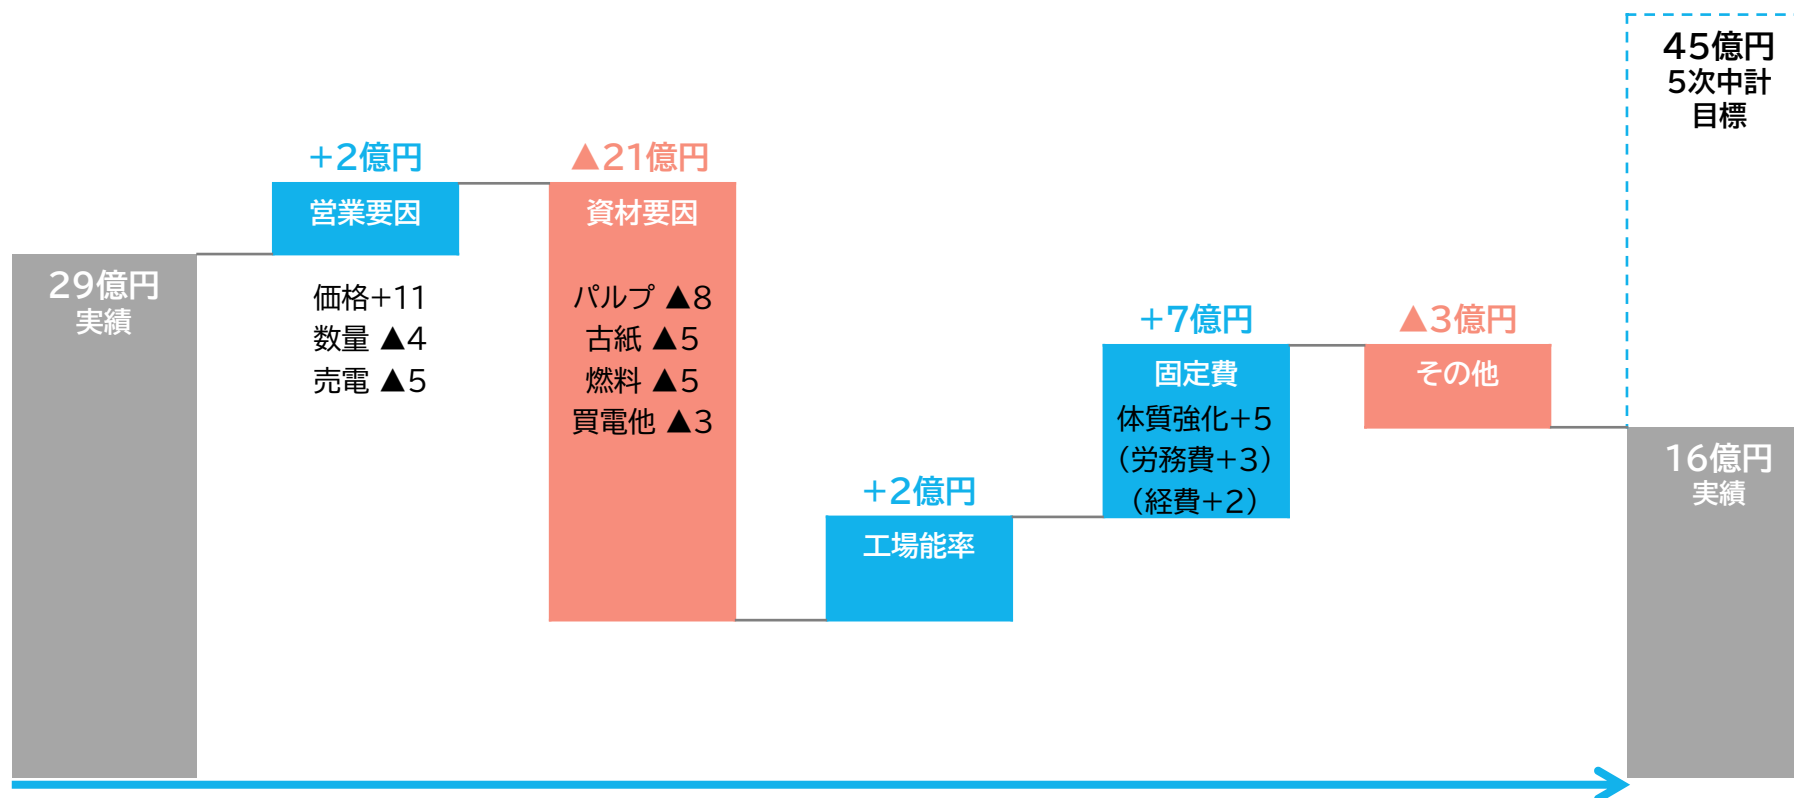 29億円
実績
+2億円
営業要因
価格+11
数量 ▲4
売電 ▲5
▲21億円
資材要因
パルプ ▲8
古紙 ▲5
燃料 ▲5
買電他 ▲3
+2億円
工場能率
+7億円
固定費
体質強化+5
（労務費+3）
（経費+2）
▲3億円
その他
45億円
5次中計
目標
16億円
実績